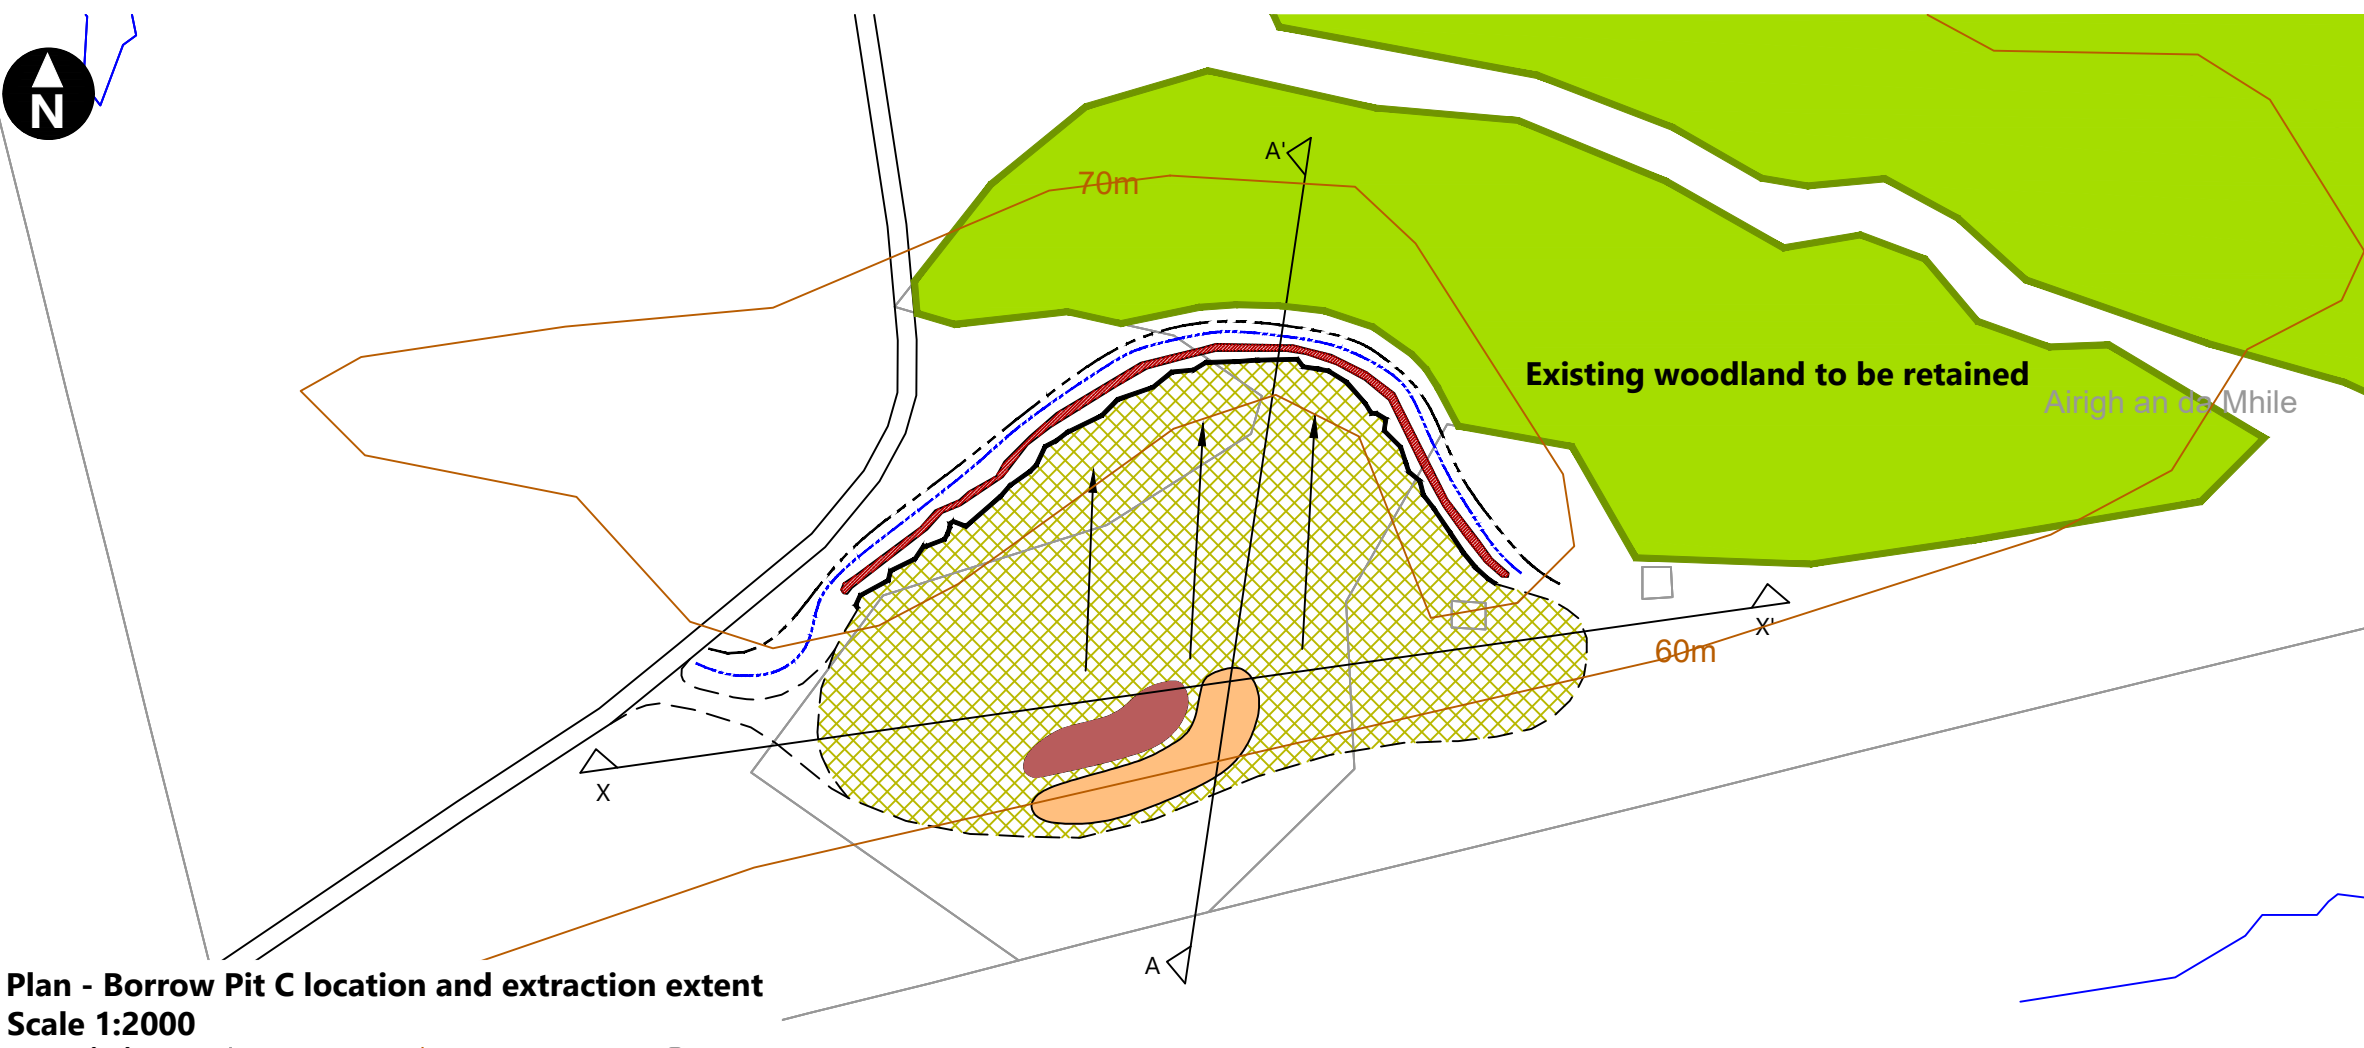 N
A'
70m
Existing woodland to be retained
Airigh an da Mhile
X'
60m
X
A
Plan - Borrow Pit C location and extraction extent
Scale 1:2000